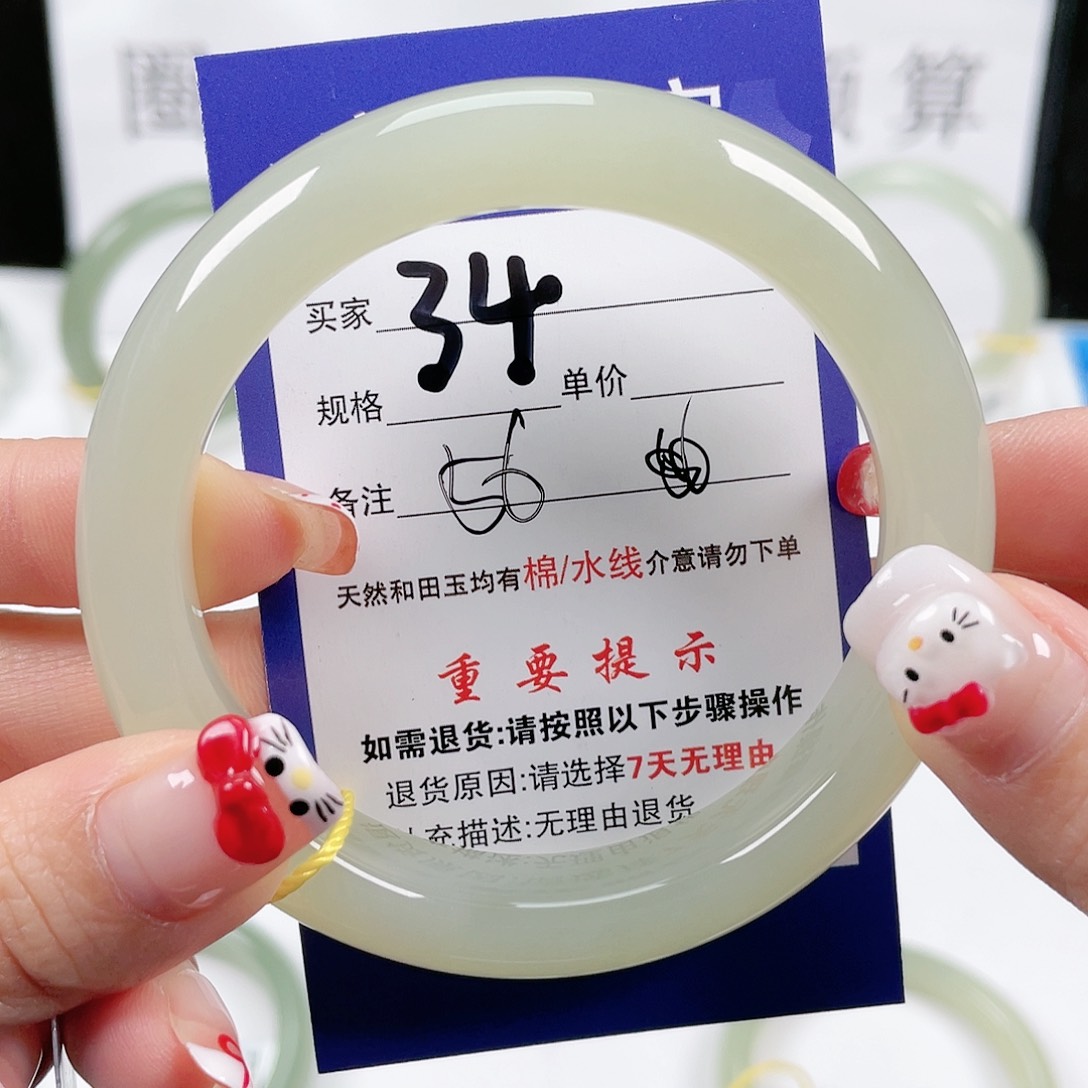 圈
算
买家 34
规格 单价
备注 56
天然和田玉均有棉/水线介意请勿下单
重要提示
如需退货:请按照以下步骤操作
退货原因:请选择7天无理由
充描述:无理由退货